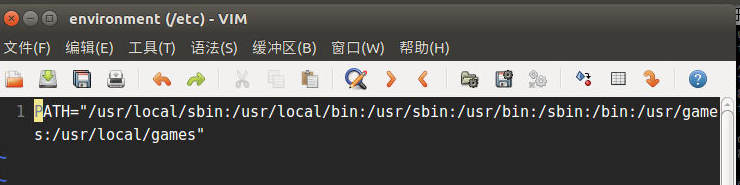 environment (/etc) - VIM
文件(F) 编辑(E) 工具(T) 语法(S) 缓冲区(B) 窗口(W) 帮助(H)
1 PATH="/usr/local/sbin:/usr/local/bin:/usr/sbin:/usr/bin:/sbin:/bin:/usr/game
s:/usr/local/games"
~
~